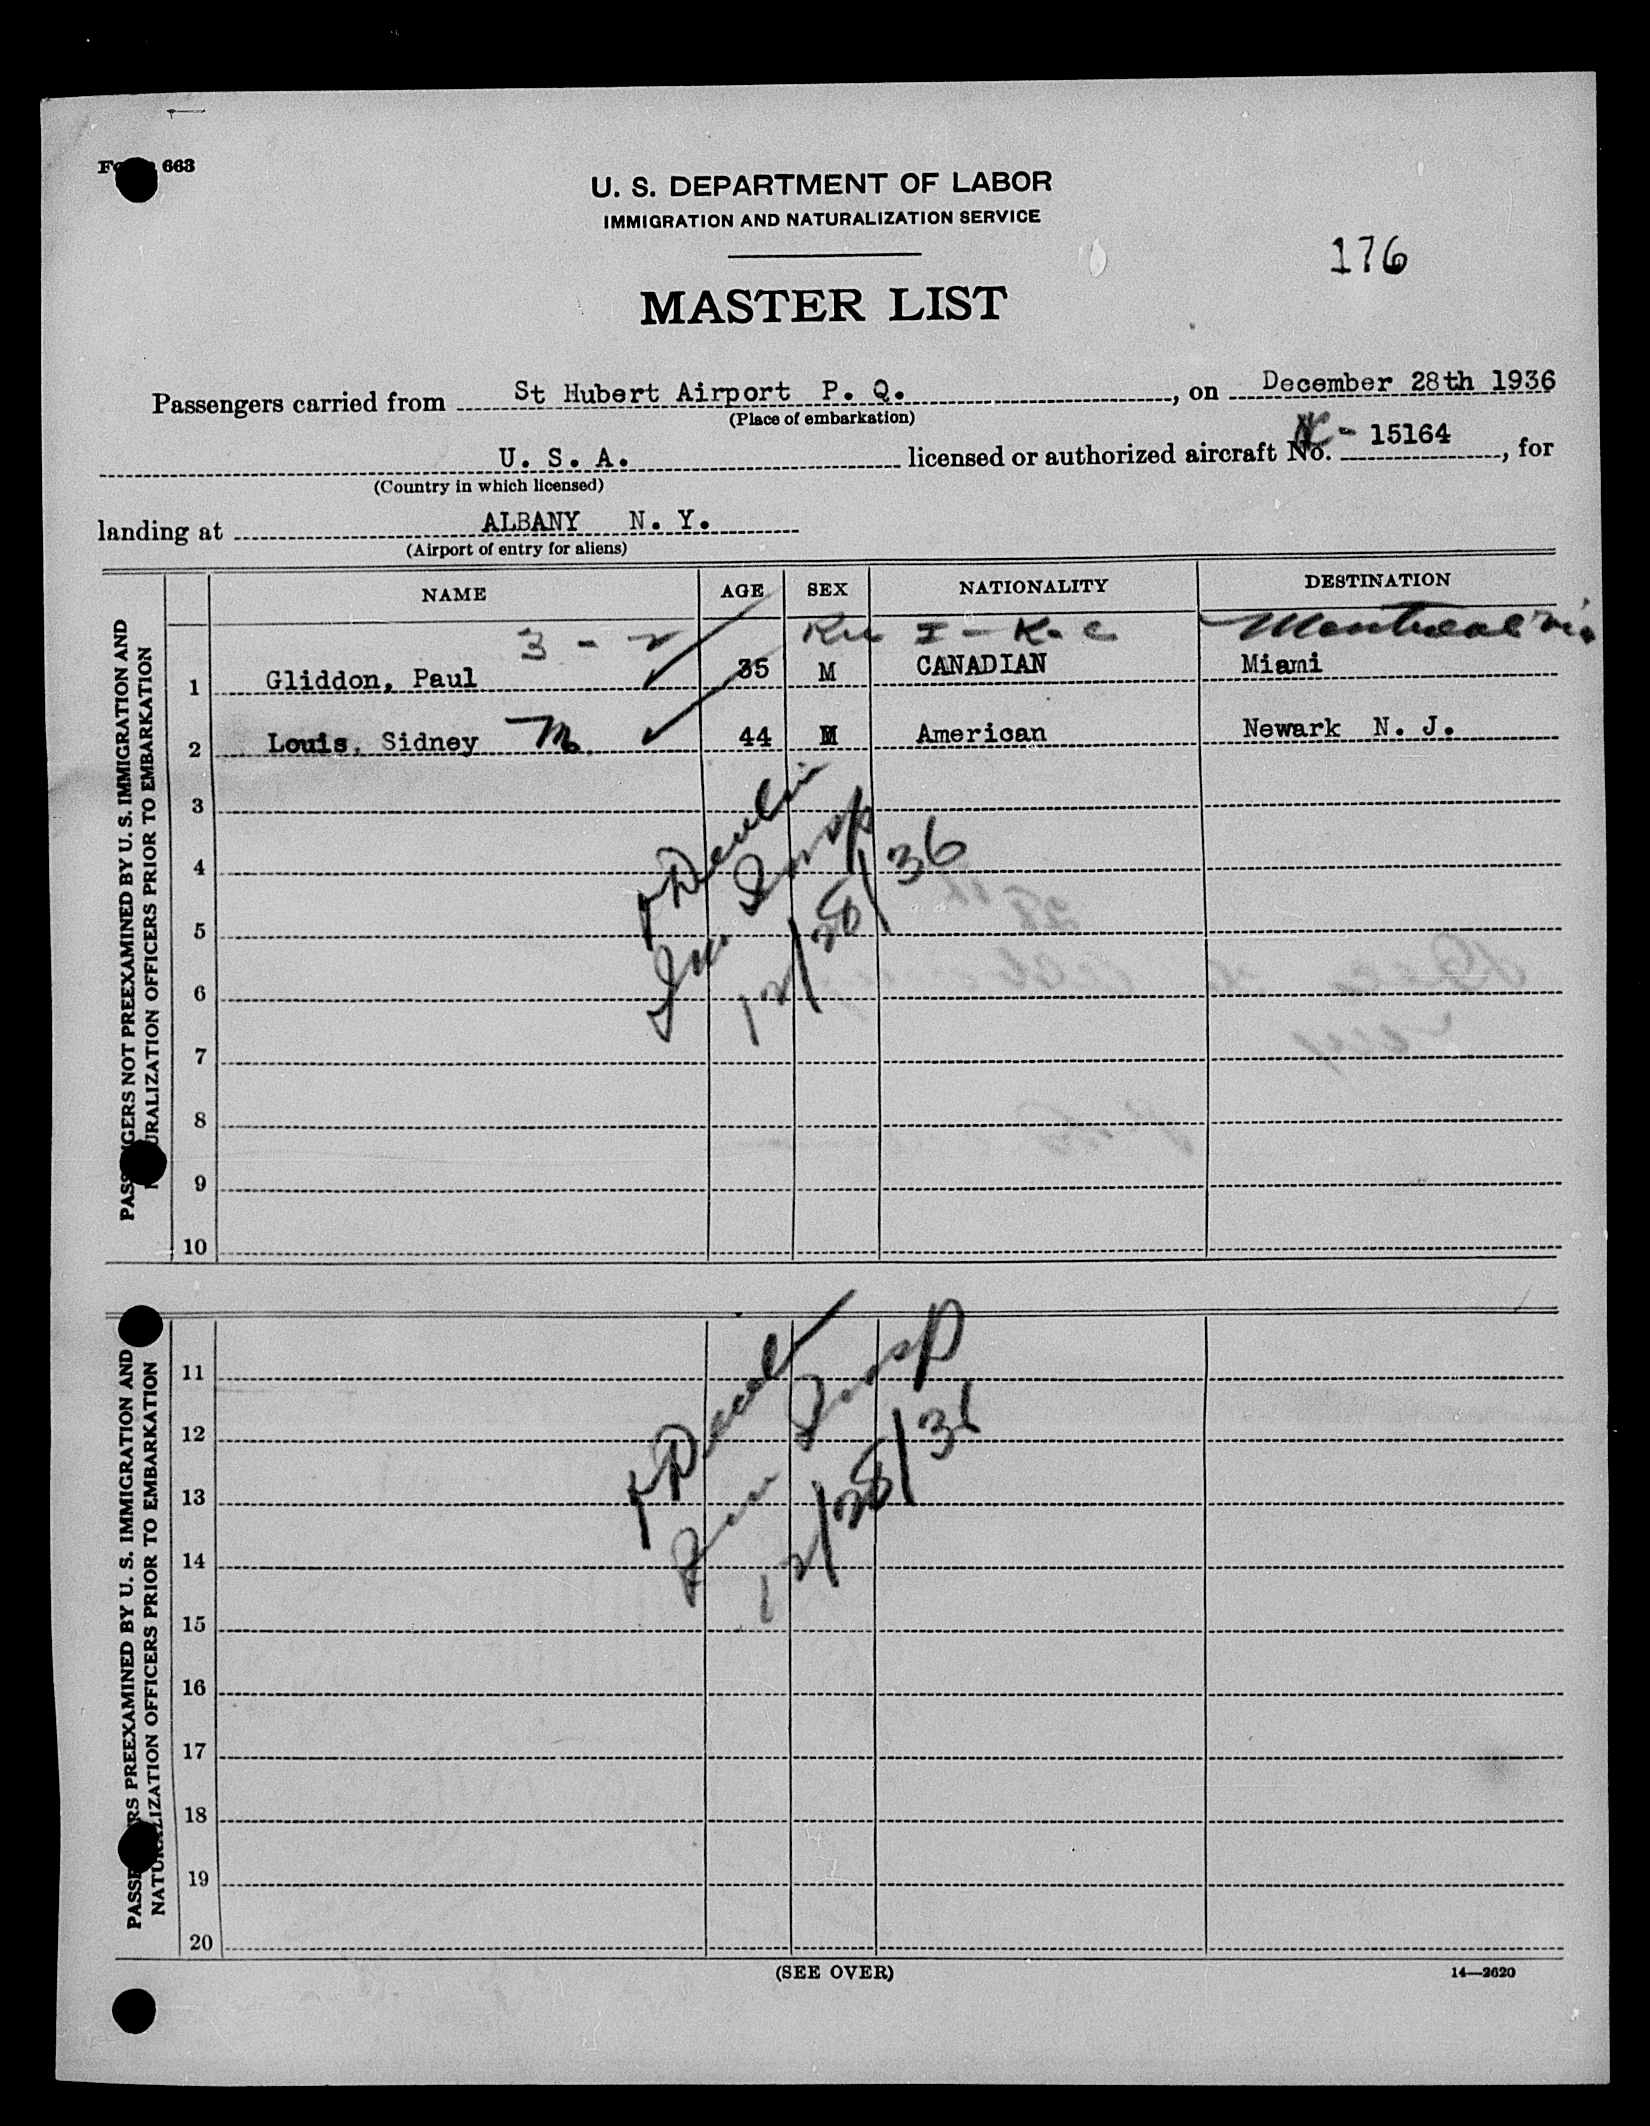 663
U. S. DEPARTMENT OF LABOR
IMMIGRATION AND NATURALIZATION SERVICE
176
MASTER LIST
Passengers carried from St Hubert Airport P. Q., on December 28th 1936
(Place of embarkation)
U. S. A. licensed or authorized aircraft No. NC - 15164, for
(Country in which licensed)
landing at ALBANY N. Y.
(Airport of entry for aliens)
NAME AGE SEX NATIONALITY DESTINATION
3 - 2 I - K. C Montreal via
1 Gliddon, Paul 35 M CANADIAN Miami
2 Louis, Sidney 44 M American Newark N. J.
3
4
5
6
7
8
9
10
12/28/36
PASSENGERS NOT PREEXAMINED BY U. S. IMMIGRATION AND
NATURALIZATION OFFICERS PRIOR TO EMBARKATION
11
12
13
14
15
16
17
18
19
20
12/28/36
PASSENGERS PREEXAMINED BY U. S. IMMIGRATION AND
NATURALIZATION OFFICERS PRIOR TO EMBARKATION
(SEE OVER)
14—2620